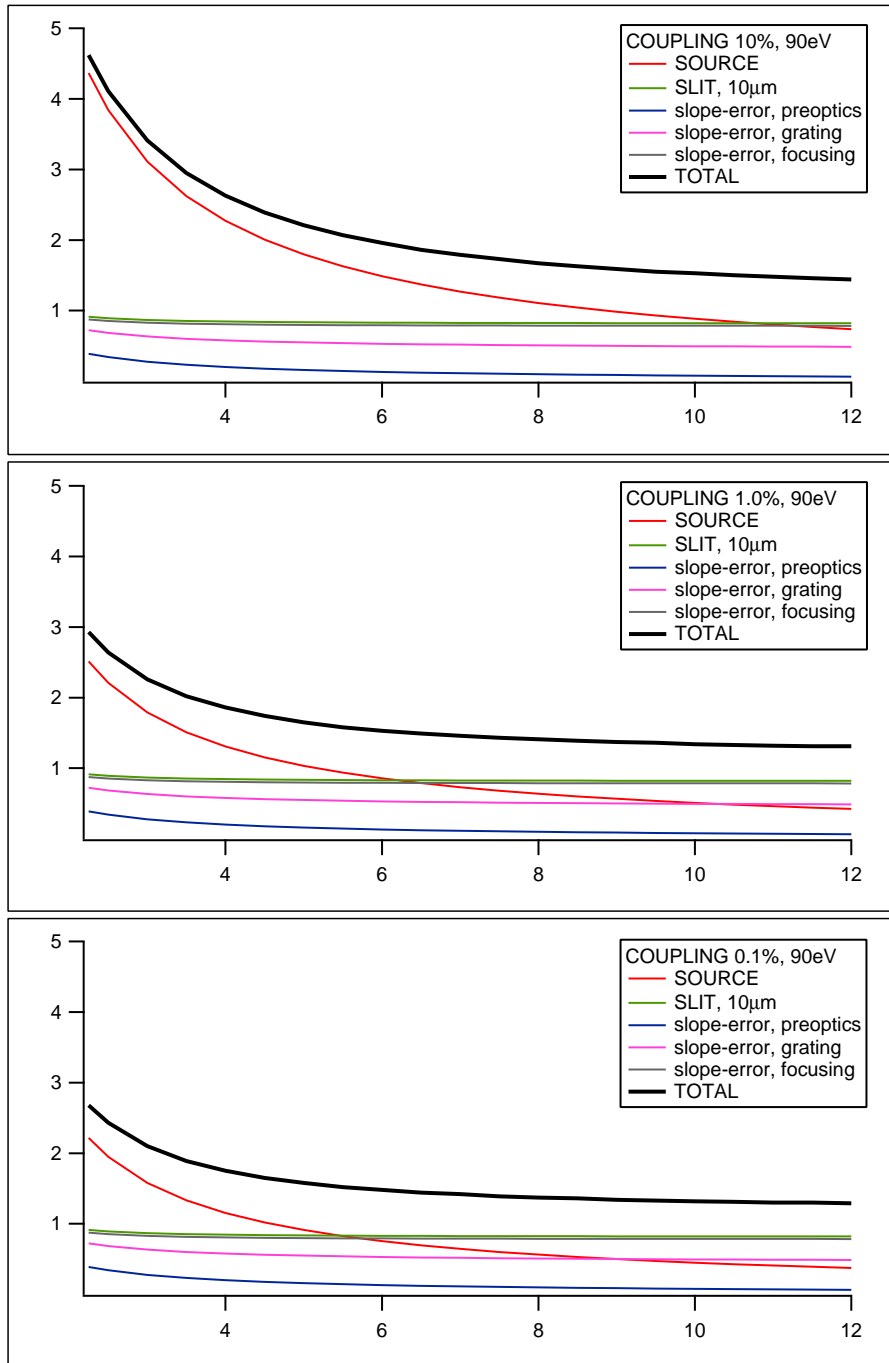 5
4
3
2
1
4
6
8
10
12
COUPLING 10%, 90eV
SOURCE
SLIT, 10μm
slope-error, preoptics
slope-error, grating
slope-error, focusing
TOTAL
5
4
3
2
1
4
6
8
10
12
COUPLING 1.0%, 90eV
SOURCE
SLIT, 10μm
slope-error, preoptics
slope-error, grating
slope-error, focusing
TOTAL
5
4
3
2
1
4
6
8
10
12
COUPLING 0.1%, 90eV
SOURCE
SLIT, 10μm
slope-error, preoptics
slope-error, grating
slope-error, focusing
TOTAL